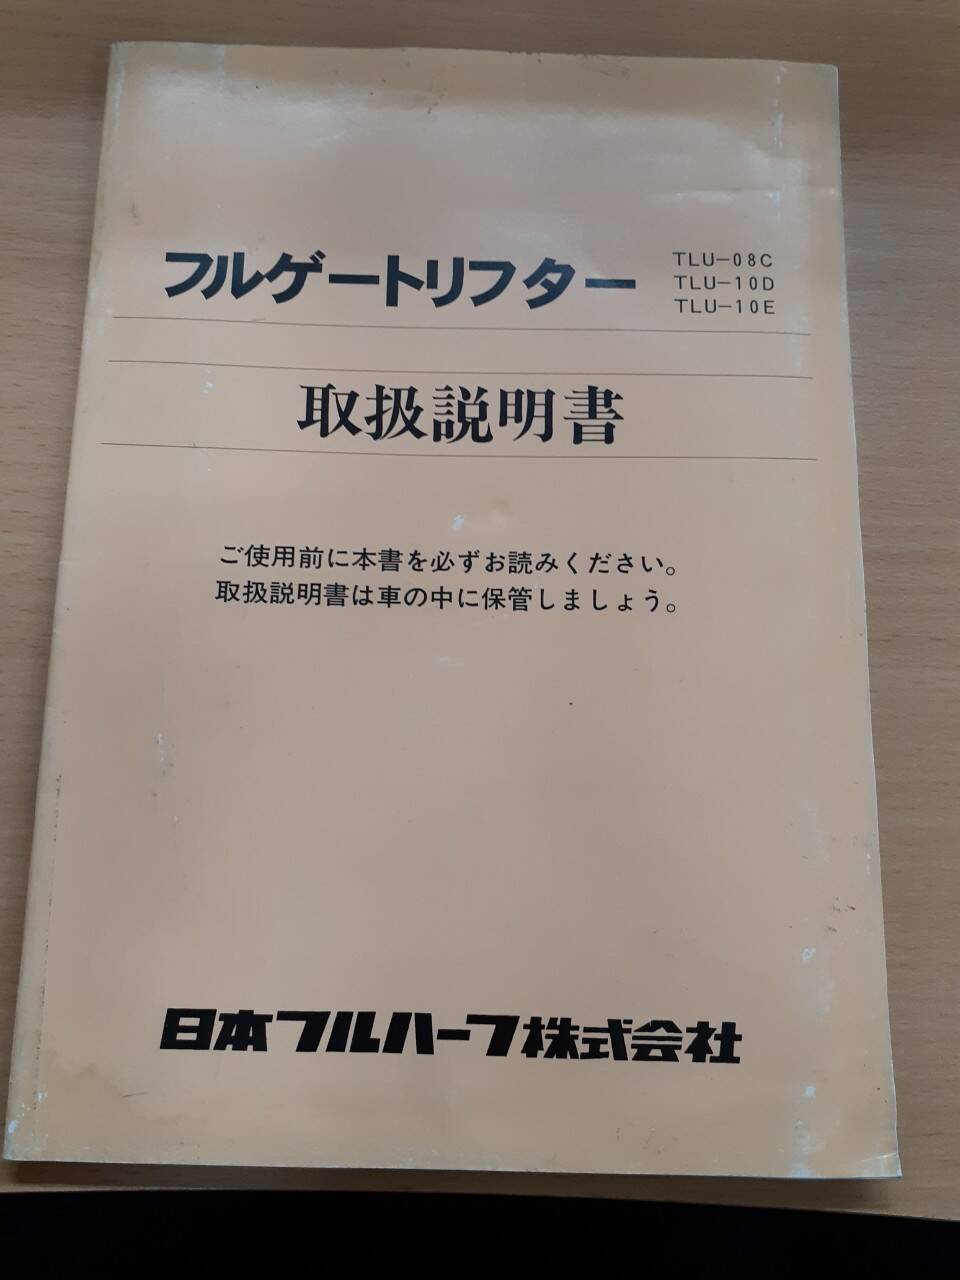 フルゲートリフター
TLU-08C
TLU-10D
TLU-10E
取扱説明書
ご使用前に本書を必ずお読みください。
取扱説明書は車の中に保管しましょう。
日本フルハーフ株式会社